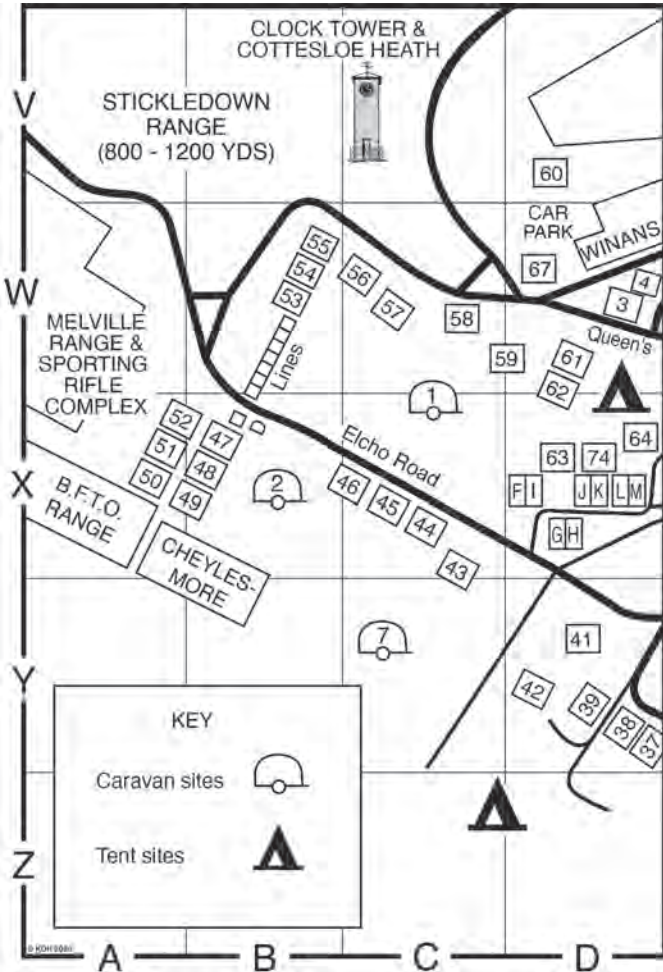 CLOCK TOWER &
COTTESLOE HEATH
V
STICKLEDOWN
RANGE
(800 - 1200 YDS)
60
CAR
PARK
WINANS
55
54
53
56
57
67
4
3
W
58
Queen's
MELVILLE
RANGE &
SPORTING
RIFLE
COMPLEX
Lines
59
61
62
1
52
47
51
48
50
49
Elcho Road
64
63
74
X
B.F.T.O.
RANGE
2
46
45
44
43
F I
J K
L M
G H
CHEYLES-
MORE
7
41
Y
42
39
38
37
KEY
Caravan sites
Tent sites
Z
A
B
C
D